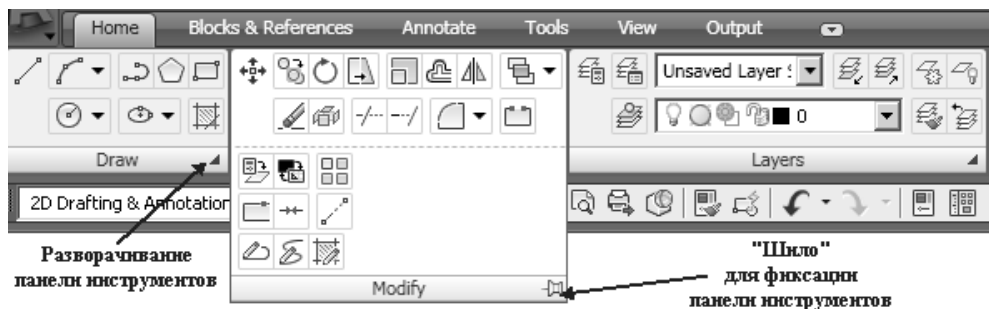 Home Blocks & References Annotate Tools View Output
Unsaved Layer S
0
Draw
Layers
2D Drafting & Annotation
Modify
Разворачивание
панели инструментов
"Шило"
для фиксации
панели инструментов